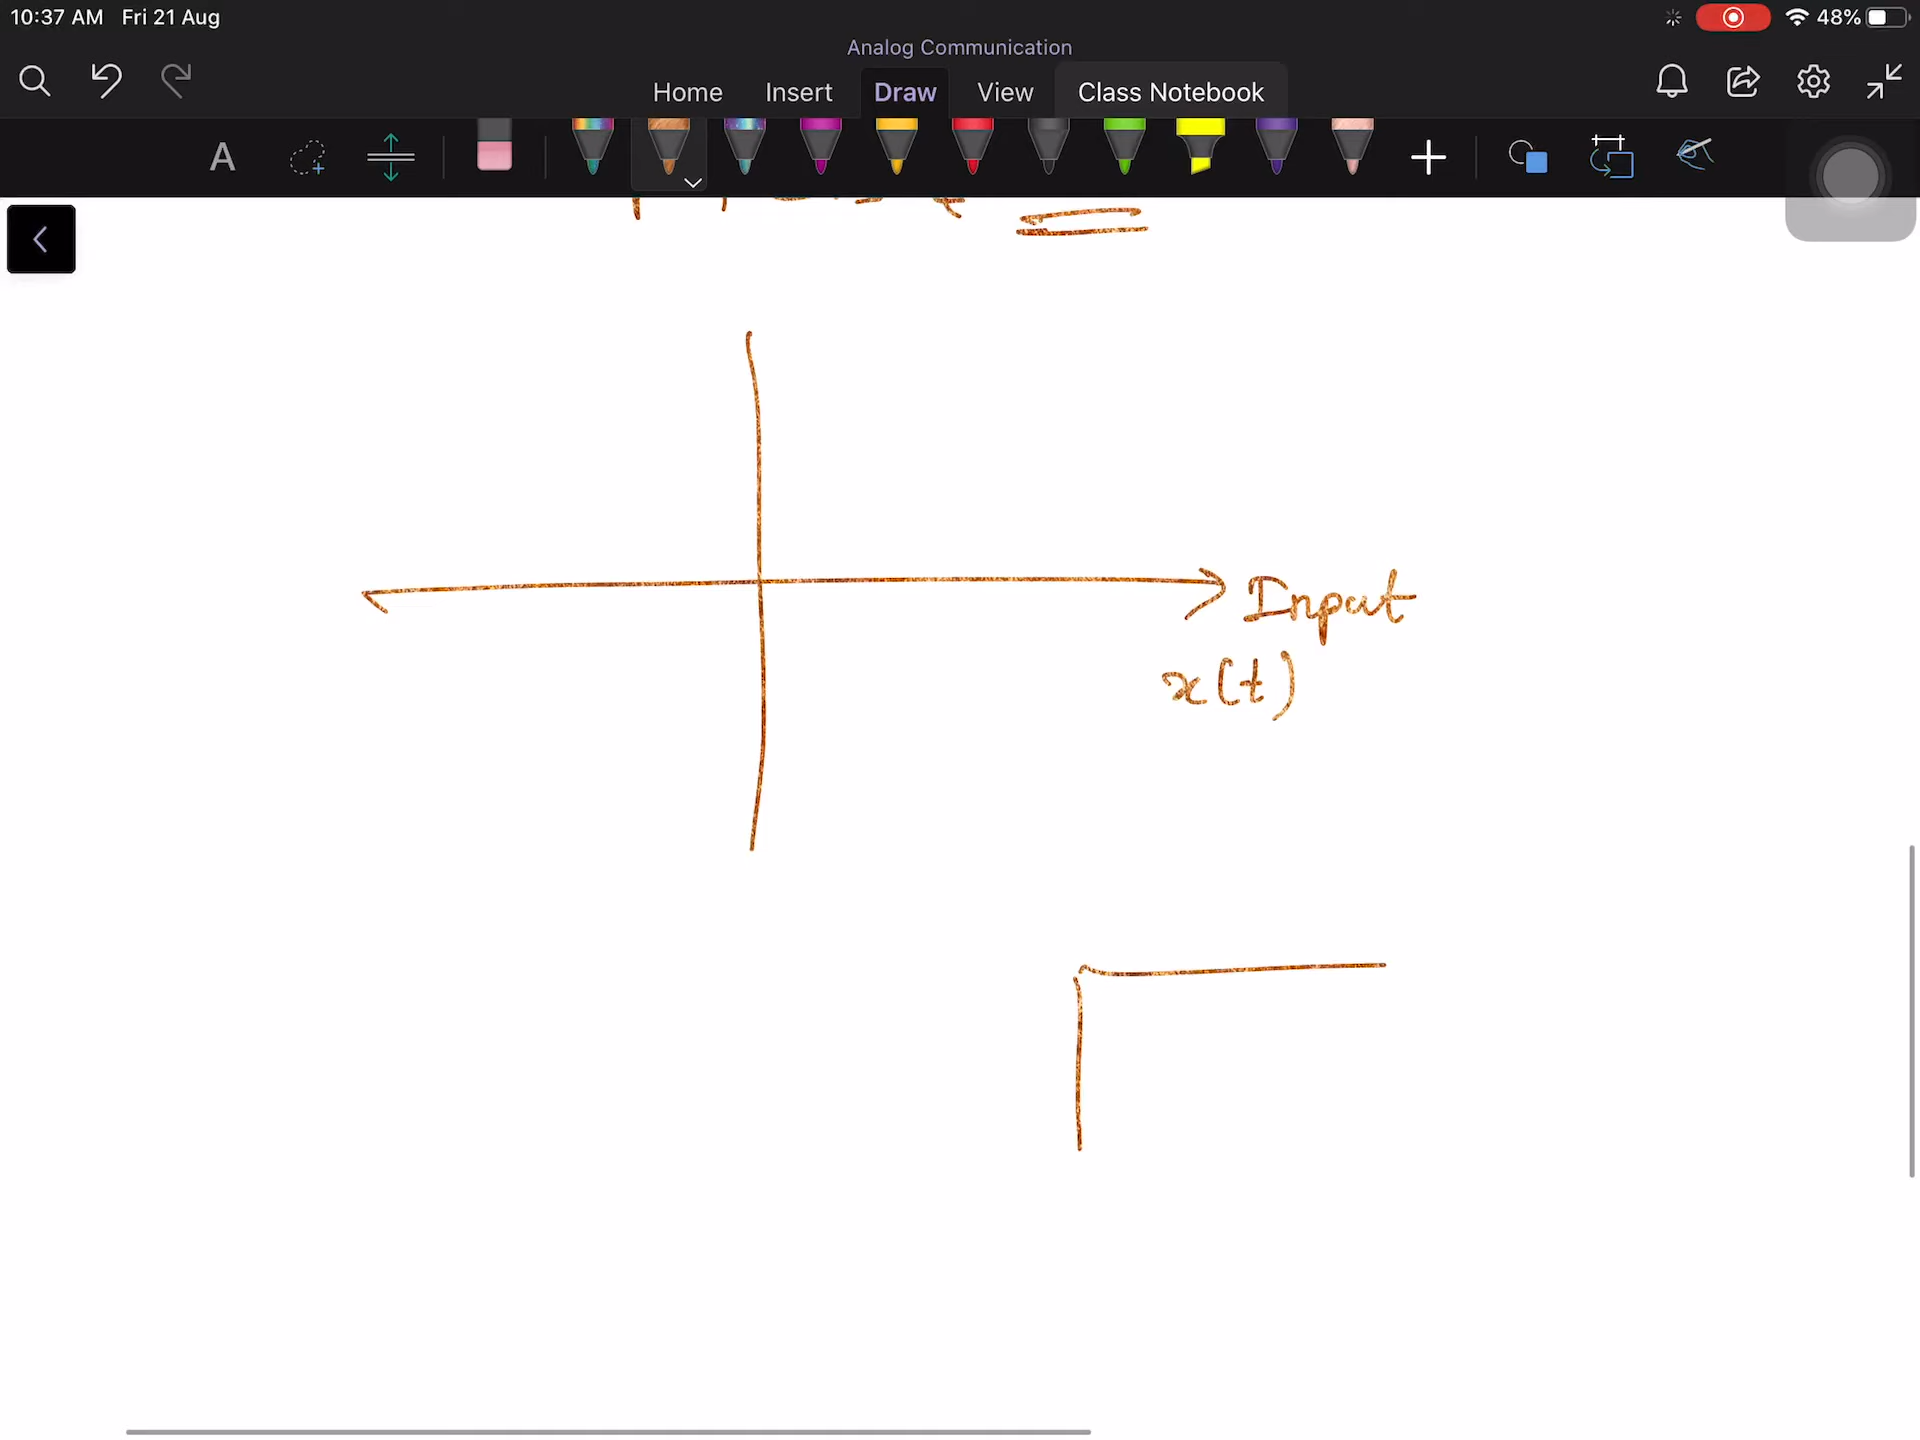 10:37 AM Fri 21 Aug
48%
Analog Communication
Home Insert Draw View Class Notebook
A
Input
x(t)